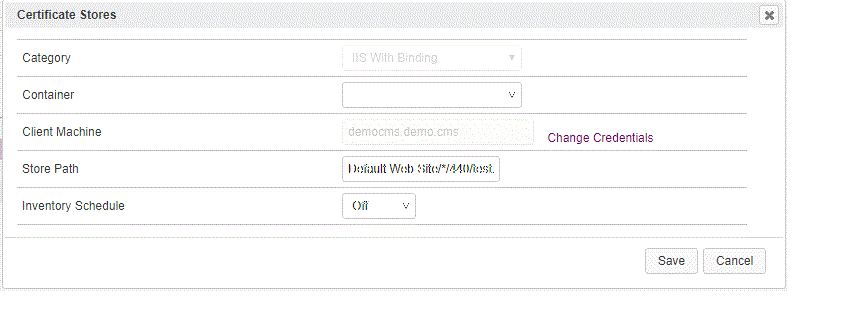 Certificate Stores
Category IIS With Binding
Container
Client Machine democms.demo.cms Change Credentials
Store Path Default Web Site/*/440/test.
Inventory Schedule Off
Save Cancel